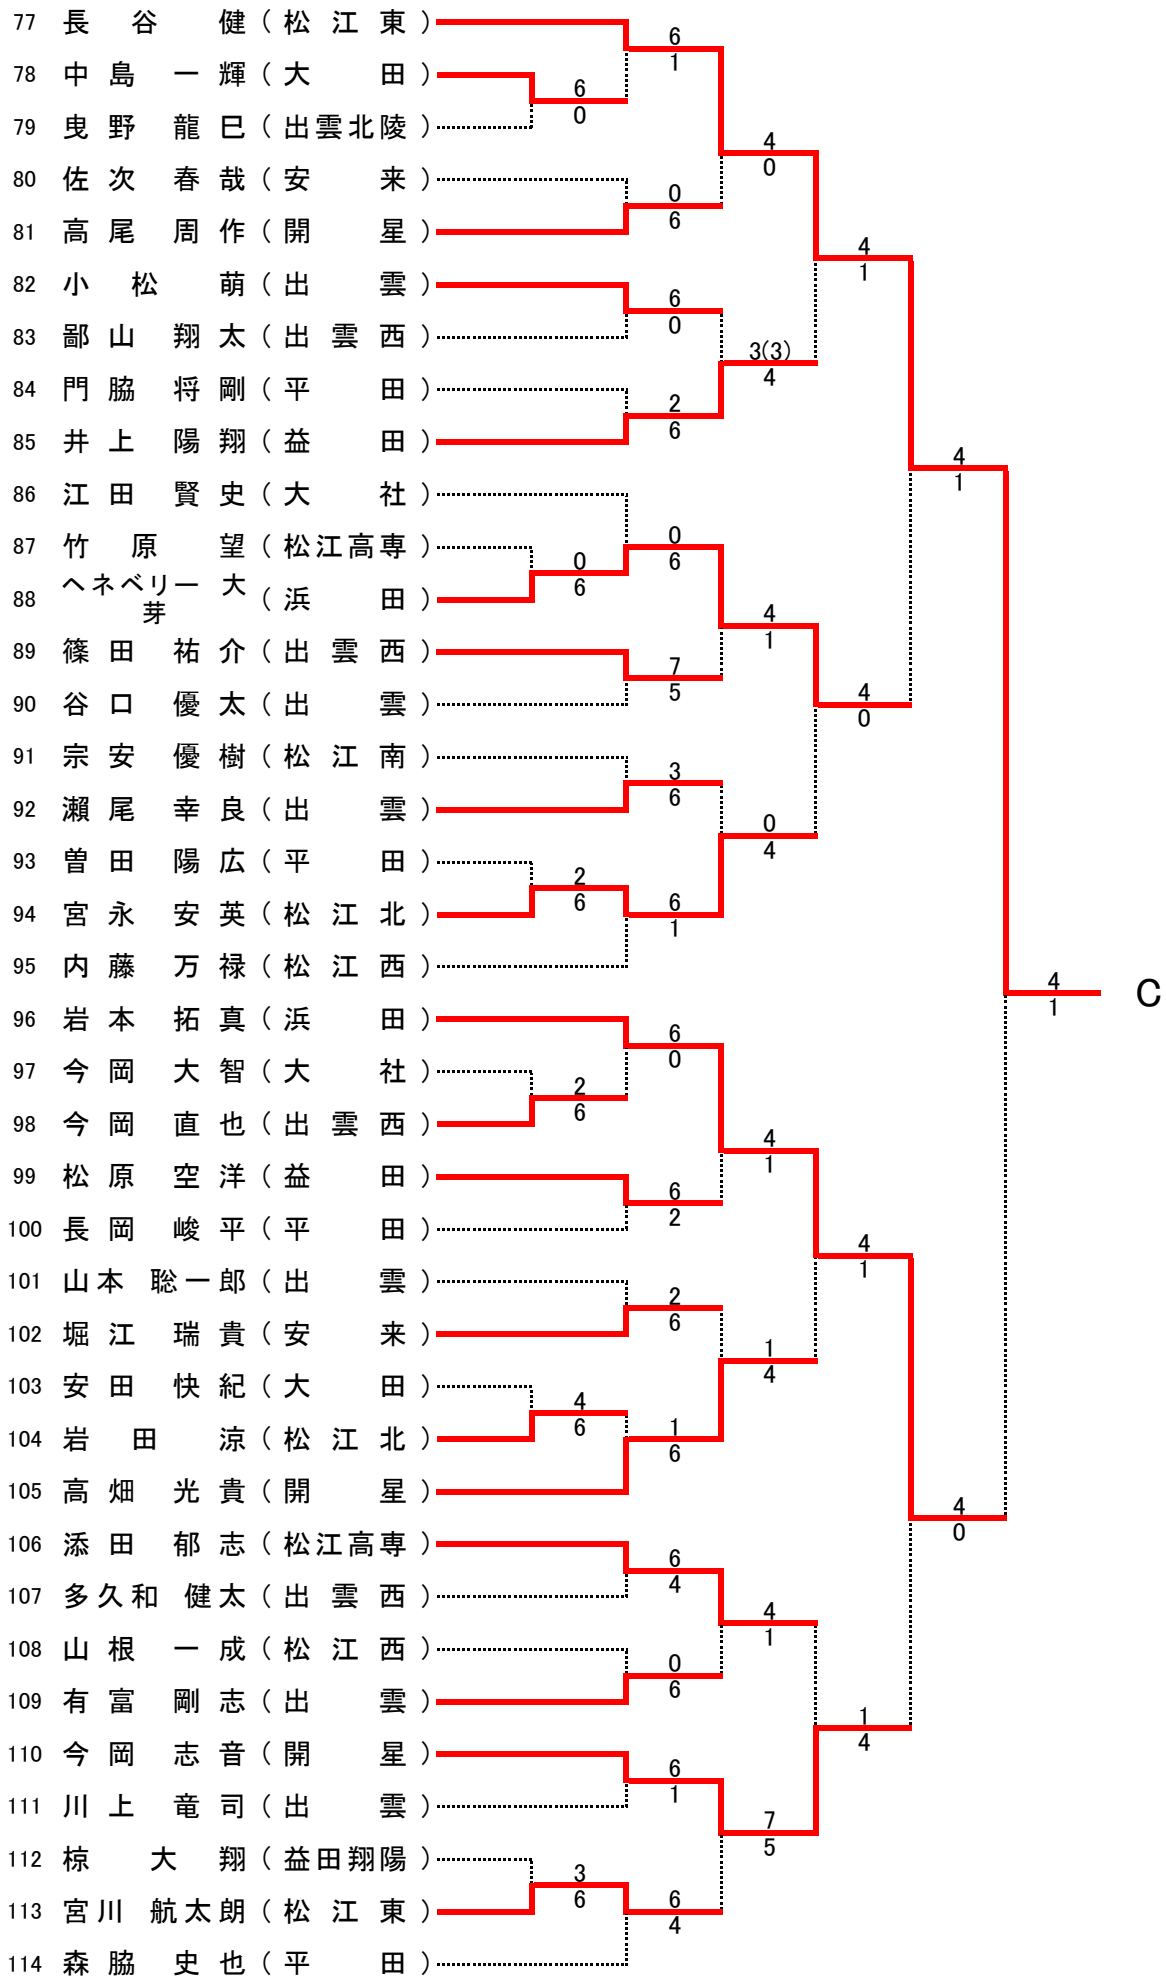 77 長谷 健 (松江東)
6
1
78 中島 一輝 (大田)
6
0
79 曳野 龍巳 (出雲北陵)
4
0
80 佐次 春哉 (安来)
0
6
81 高尾 周作 (開星)
4
1
82 小松 萌 (出雲)
6
0
83 鄙山 翔太 (出雲西)
3(3)
4
84 門脇 将剛 (平田)
2
6
85 井上 陽翔 (益田)
4
1
86 江田 賢史 (大社)
87 竹原 望 (松江高専)
0
6
0
6
88 ヘネベリー 大
芽 (浜田)
4
1
89 篠田 祐介 (出雲西)
7
5
90 谷口 優太 (出雲)
4
0
91 宗安 優樹 (松江南)
3
6
92 瀬尾 幸良 (出雲)
0
4
93 曽田 陽広 (平田)
2
6
94 宮永 安英 (松江北)
6
1
95 内藤 万禄 (松江西)
4
1
C
96 岩本 拓真 (浜田)
6
0
97 今岡 大智 (大社)
2
6
98 今岡 直也 (出雲西)
4
1
99 松原 空洋 (益田)
6
2
100 長岡 峻平 (平田)
4
1
101 山本 聡一郎 (出雲)
2
6
102 堀江 瑞貴 (安来)
1
4
103 安田 快紀 (大田)
4
6
104 岩田 涼 (松江北)
1
6
105 高畑 光貴 (開星)
4
0
106 添田 郁志 (松江高専)
6
4
107 多久和 健太 (出雲西)
4
1
108 山根 一成 (松江西)
0
6
109 有富 剛志 (出雲)
1
4
110 今岡 志音 (開星)
6
1
111 川上 竜司 (出雲)
7
5
112 椋 大翔 (益田翔陽)
3
6
113 宮川 航太朗 (松江東)
6
4
114 森脇 史也 (平田)